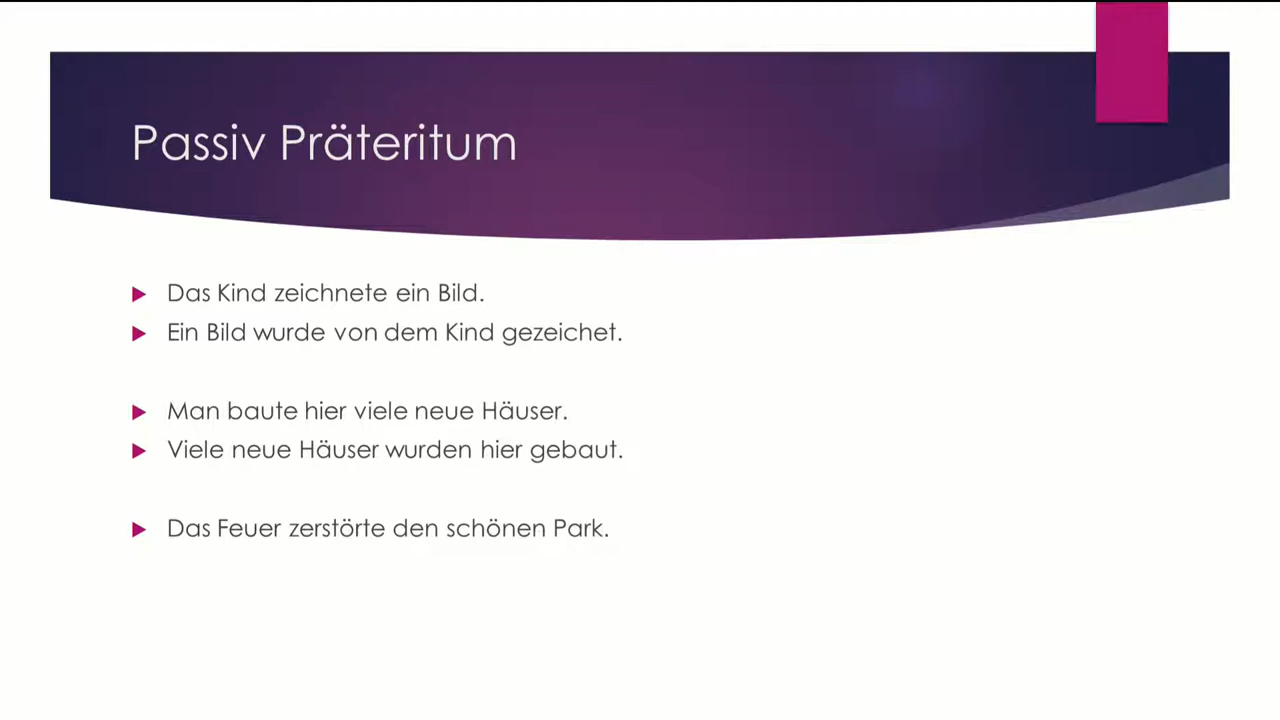 Passiv Präteritum
Das Kind zeichnete ein Bild.
Ein Bild wurde von dem Kind gezeichet.
Man baute hier viele neue Häuser.
Viele neue Häuser wurden hier gebaut.
Das Feuer zerstörte den schönen Park.